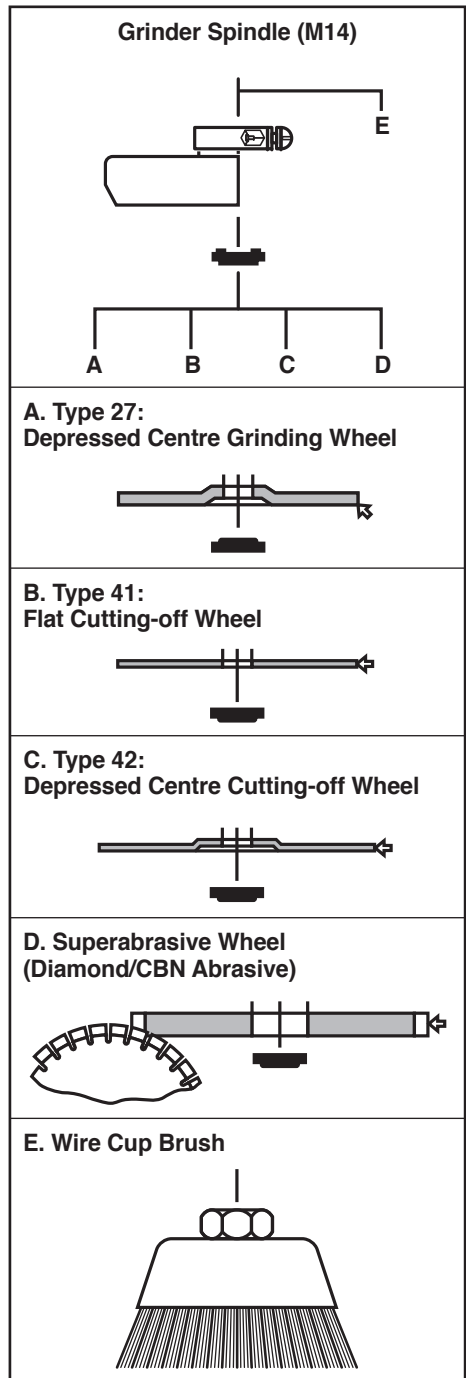 Grinder Spindle (M14)
E
A B C D
A. Type 27:
Depressed Centre Grinding Wheel
B. Type 41:
Flat Cutting-off Wheel
C. Type 42:
Depressed Centre Cutting-off Wheel
D. Superabrasive Wheel
(Diamond/CBN Abrasive)
E. Wire Cup Brush